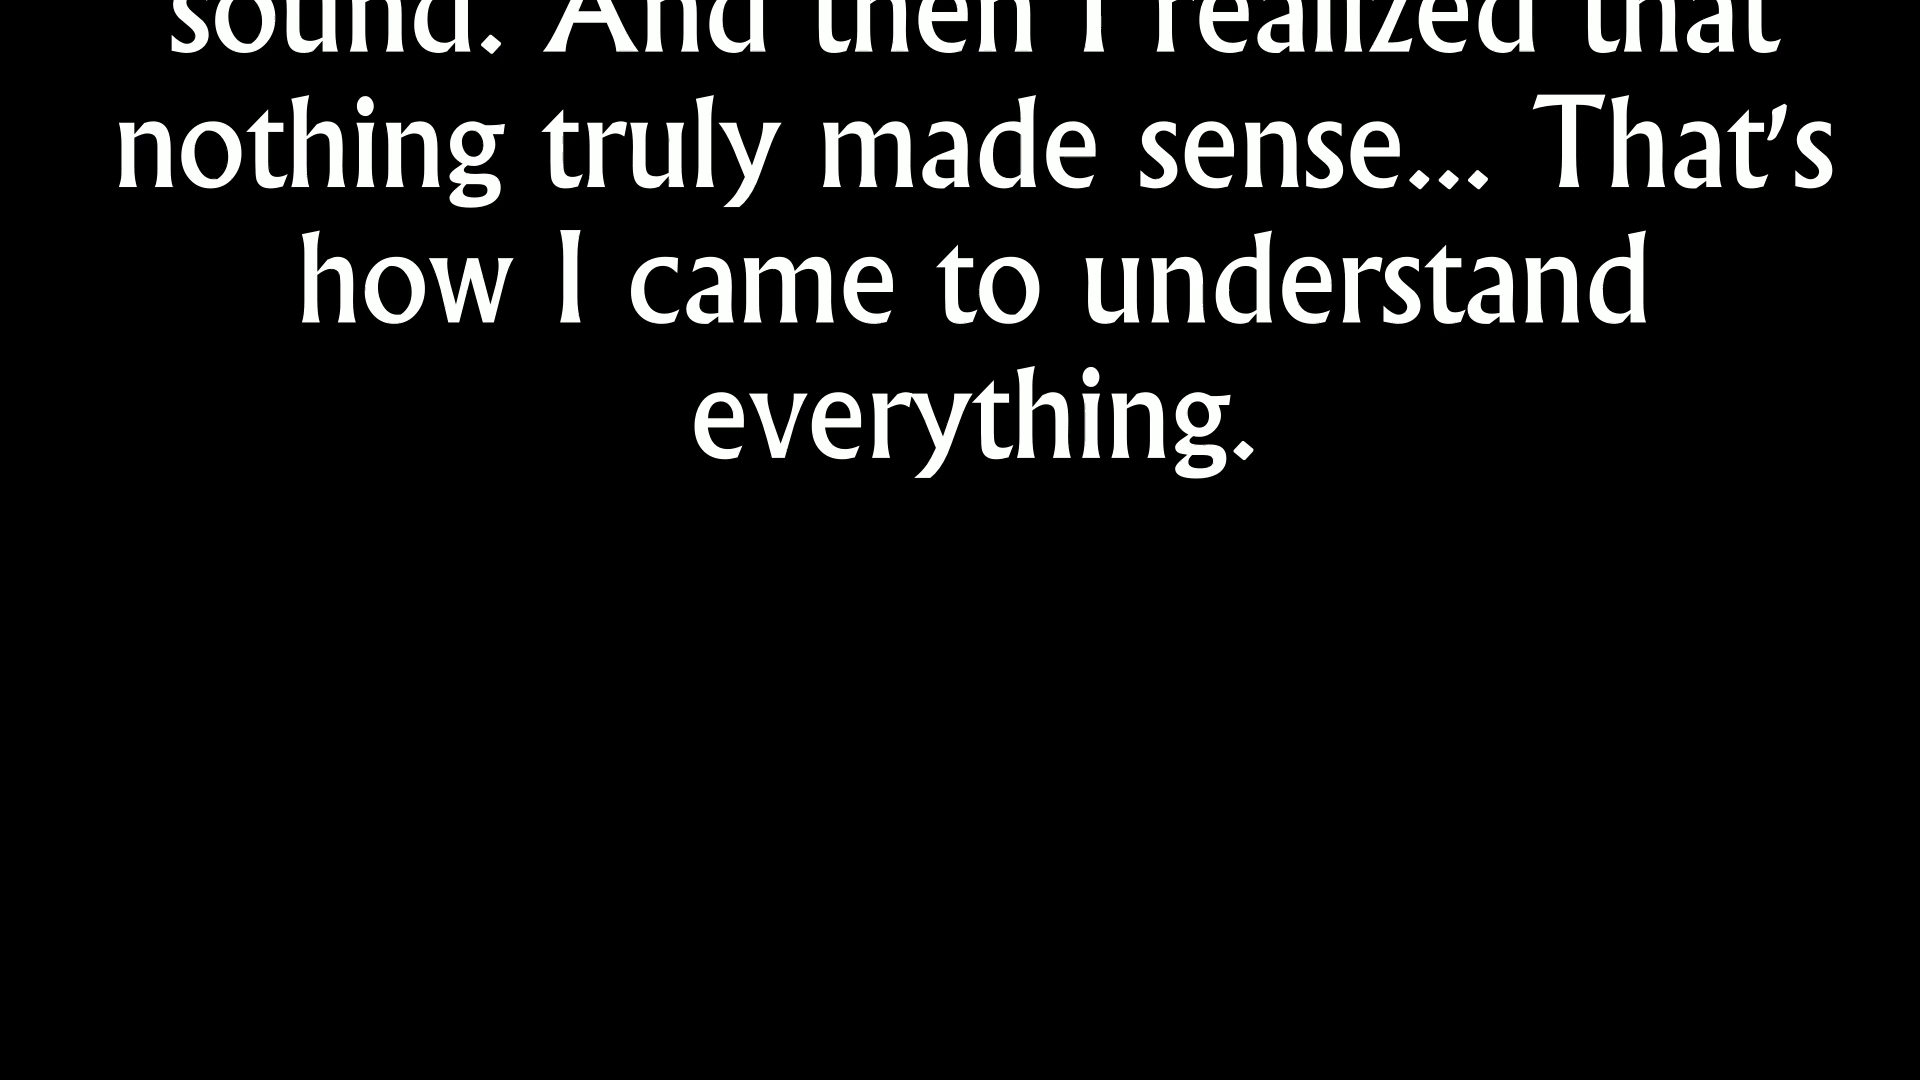 sound. And then I realized that
nothing truly made sense... That's
how I came to understand
everything.